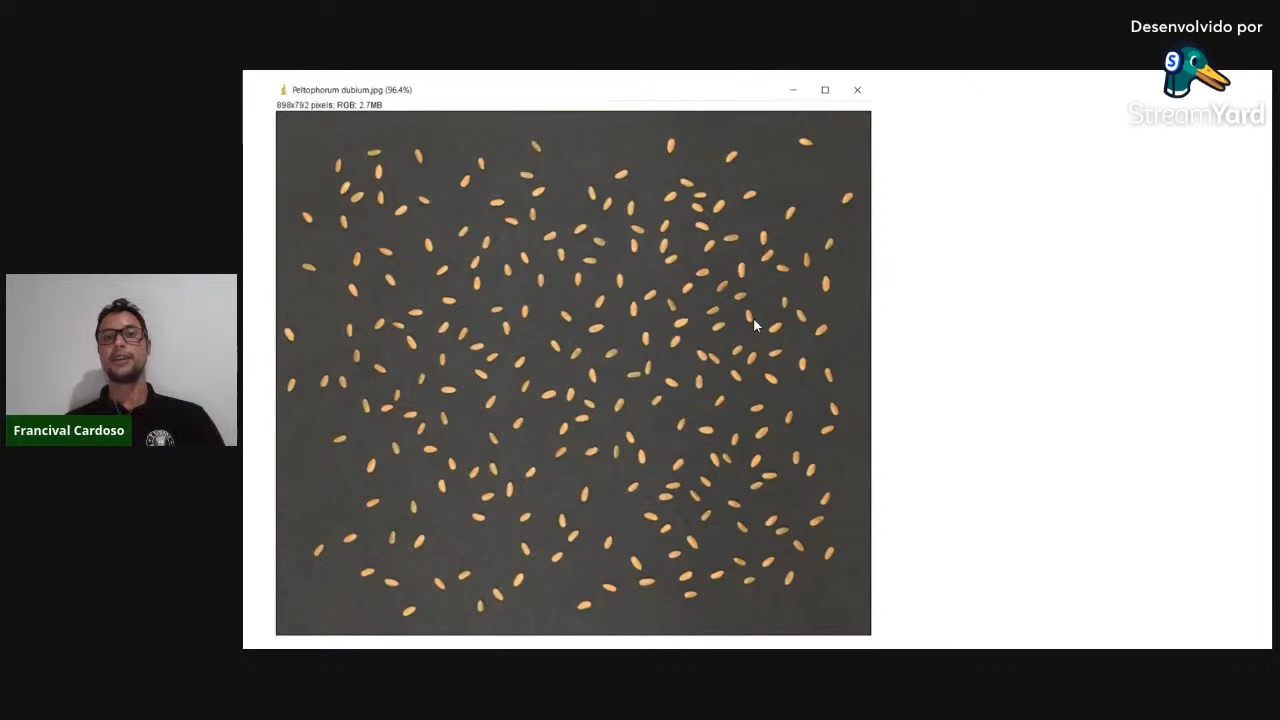 Desenvolvido por
S
StreamYard
Peltophorum dubium.jpg (96.4%)
898x792 pixels; RGB; 2.7MB
Francival Cardoso